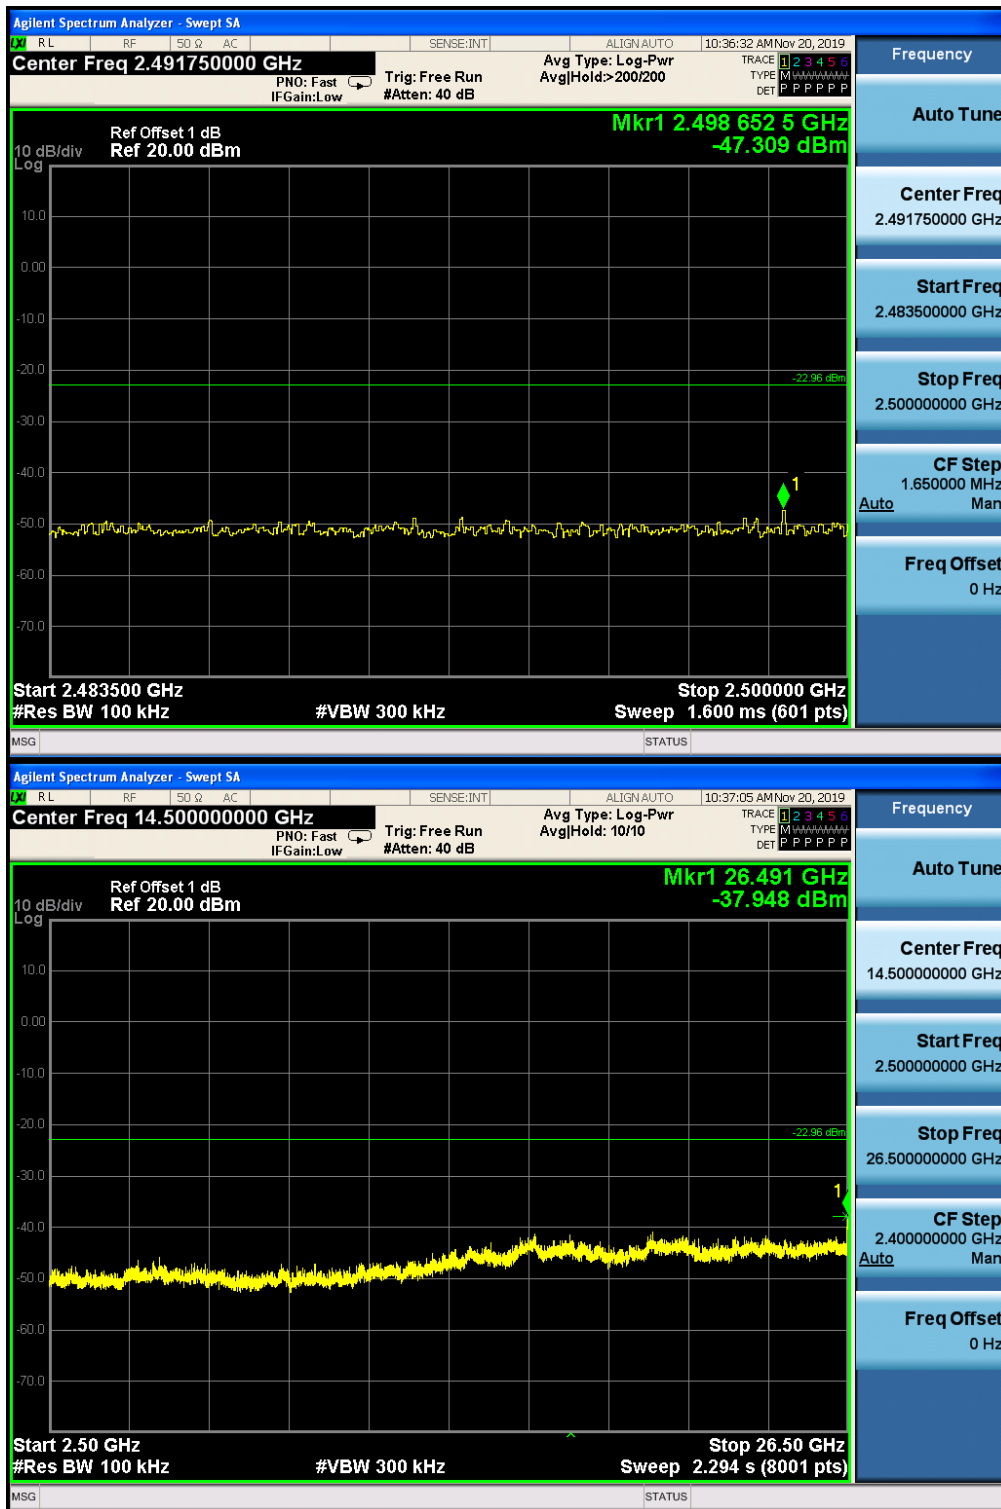 Agilent Spectrum Analyzer - Swept SA
LXI RL RF 50 Ω AC SENSE:INT ALIGN AUTO 10:36:32 AM Nov 20, 2019
Center Freq 2.491750000 GHz
PNO: Fast
IFGain:Low
Trig: Free Run
#Atten: 40 dB
Avg Type: Log-Pwr
Avg|Hold:>200/200
TRACE 1 2 3 4 5 6
TYPE M
DET P P P P P P
Mkr1 2.498 652 5 GHz
-47.309 dBm
Ref Offset 1 dB
10 dB/div Ref 20.00 dBm
Log
10.0
0.00
-10.0
-20.0
-22.96 dBm
-30.0
-40.0
1
-50.0
-60.0
-70.0
Start 2.483500 GHz Stop 2.500000 GHz
#Res BW 100 kHz #VBW 300 kHz Sweep 1.600 ms (601 pts)
MSG STATUS
Frequency
Auto Tune
Center Freq
2.491750000 GHz
Start Freq
2.483500000 GHz
Stop Freq
2.500000000 GHz
CF Step
1.650000 MHz
Auto Man
Freq Offset
0 Hz
Agilent Spectrum Analyzer - Swept SA
LXI RL RF 50 Ω AC SENSE:INT ALIGN AUTO 10:37:05 AM Nov 20, 2019
Center Freq 14.500000000 GHz
PNO: Fast
IFGain:Low
Trig: Free Run
#Atten: 40 dB
Avg Type: Log-Pwr
Avg|Hold: 10/10
TRACE 1 2 3 4 5 6
TYPE M
DET P P P P P P
Mkr1 26.491 GHz
-37.948 dBm
Ref Offset 1 dB
10 dB/div Ref 20.00 dBm
Log
10.0
0.00
-10.0
-20.0
-22.96 dBm
-30.0
1
-40.0
-50.0
-60.0
-70.0
Start 2.50 GHz Stop 26.50 GHz
#Res BW 100 kHz #VBW 300 kHz Sweep 2.294 s (8001 pts)
MSG STATUS
Frequency
Auto Tune
Center Freq
14.500000000 GHz
Start Freq
2.500000000 GHz
Stop Freq
26.500000000 GHz
CF Step
2.400000000 GHz
Auto Man
Freq Offset
0 Hz